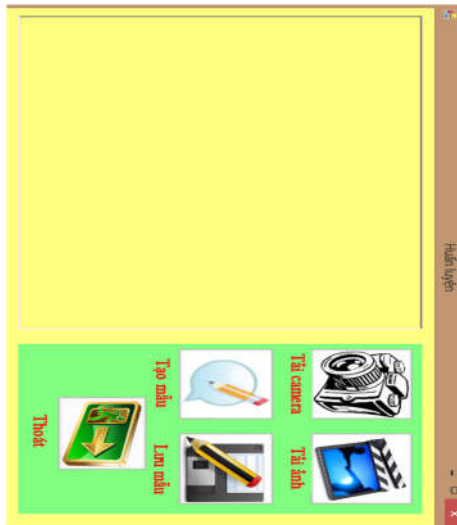 Huấn luyện
Tải camera
Tải ảnh
Tạo mẫu
Lưu mẫu
Thoát